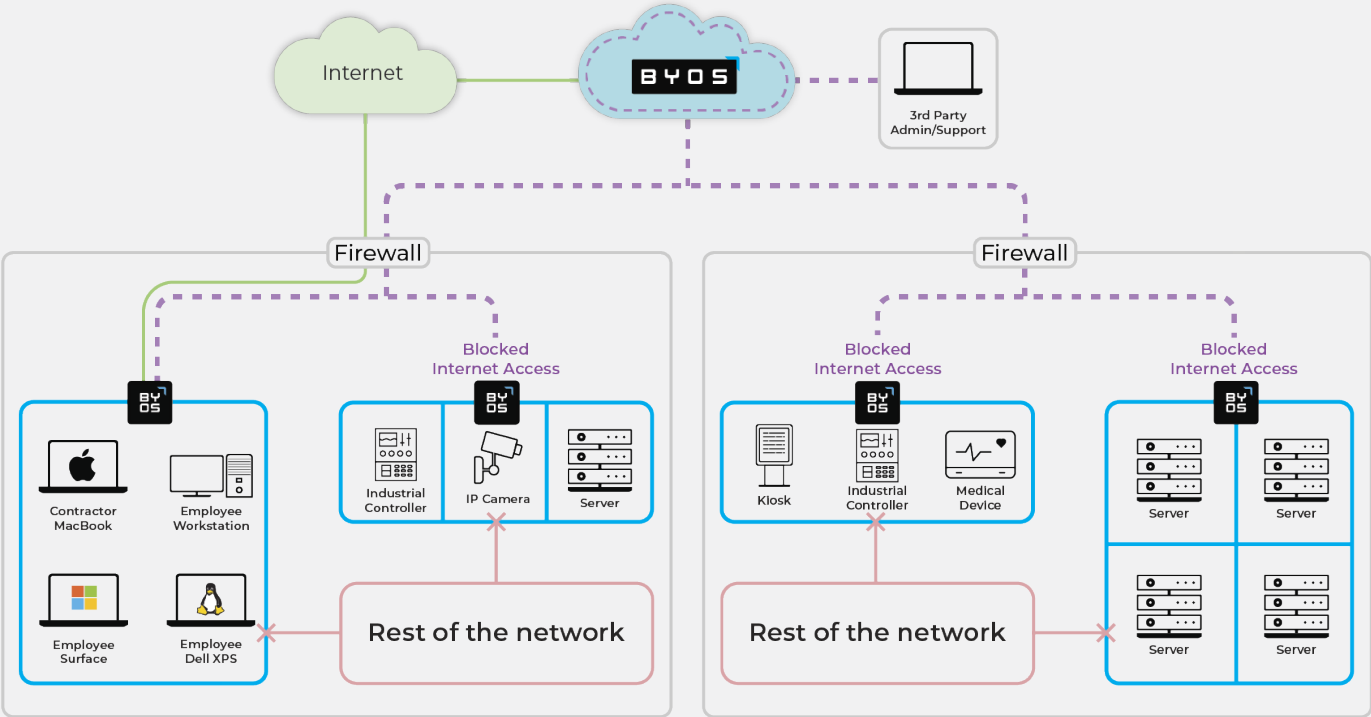 Internet
BYOS
3rd Party
Admin/Support
Firewall
Firewall
Blocked
Internet Access
Blocked
Internet Access
Blocked
Internet Access
BY
OS
BY
OS
BY
OS
BY
OS
Contractor
MacBook
Employee
Workstation
Employee
Surface
Employee
Dell XPS
Industrial
Controller
IP Camera
Server
Rest of the network
Kiosk
Industrial
Controller
Medical
Device
Rest of the network
Server
Server
Server
Server